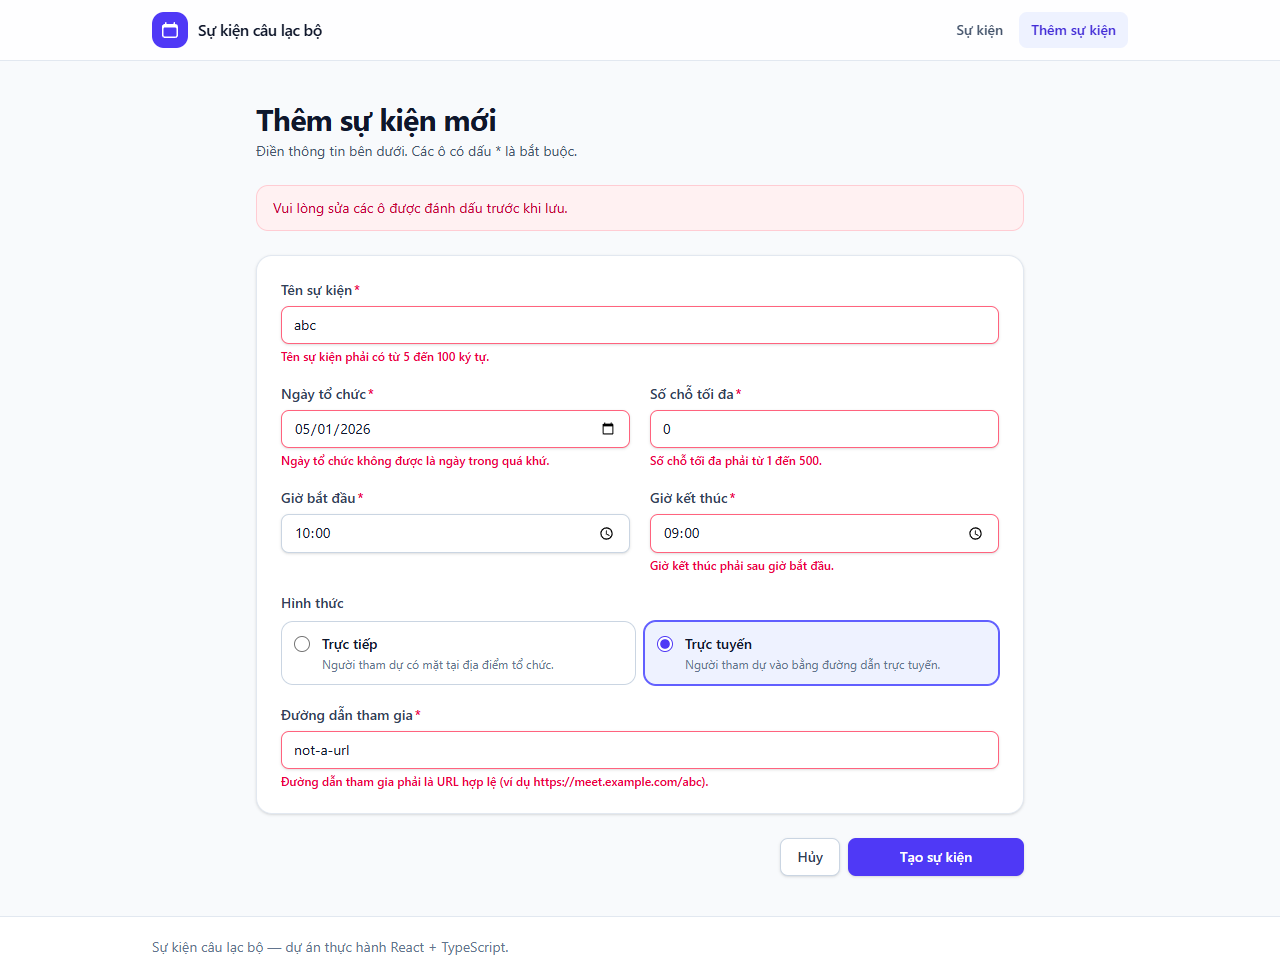 Sự kiện câu lạc bộ
Sự kiện
Thêm sự kiện
Thêm sự kiện mới
Điền thông tin bên dưới. Các ô có dấu * là bắt buộc.
Vui lòng sửa các ô được đánh dấu trước khi lưu.
Tên sự kiện*
abc
Tên sự kiện phải có từ 5 đến 100 ký tự.
Ngày tổ chức*
05/01/2026
Ngày tổ chức không được là ngày trong quá khứ.
Số chỗ tối đa*
0
Số chỗ tối đa phải từ 1 đến 500.
Giờ bắt đầu*
10:00
Giờ kết thúc*
09:00
Giờ kết thúc phải sau giờ bắt đầu.
Hình thức
Trực tiếp
Người tham dự có mặt tại địa điểm tổ chức.
Trực tuyến
Người tham dự vào bằng đường dẫn trực tuyến.
Đường dẫn tham gia*
not-a-url
Đường dẫn tham gia phải là URL hợp lệ (ví dụ https://meet.example.com/abc).
Hủy
Tạo sự kiện
Sự kiện câu lạc bộ — dự án thực hành React + TypeScript.